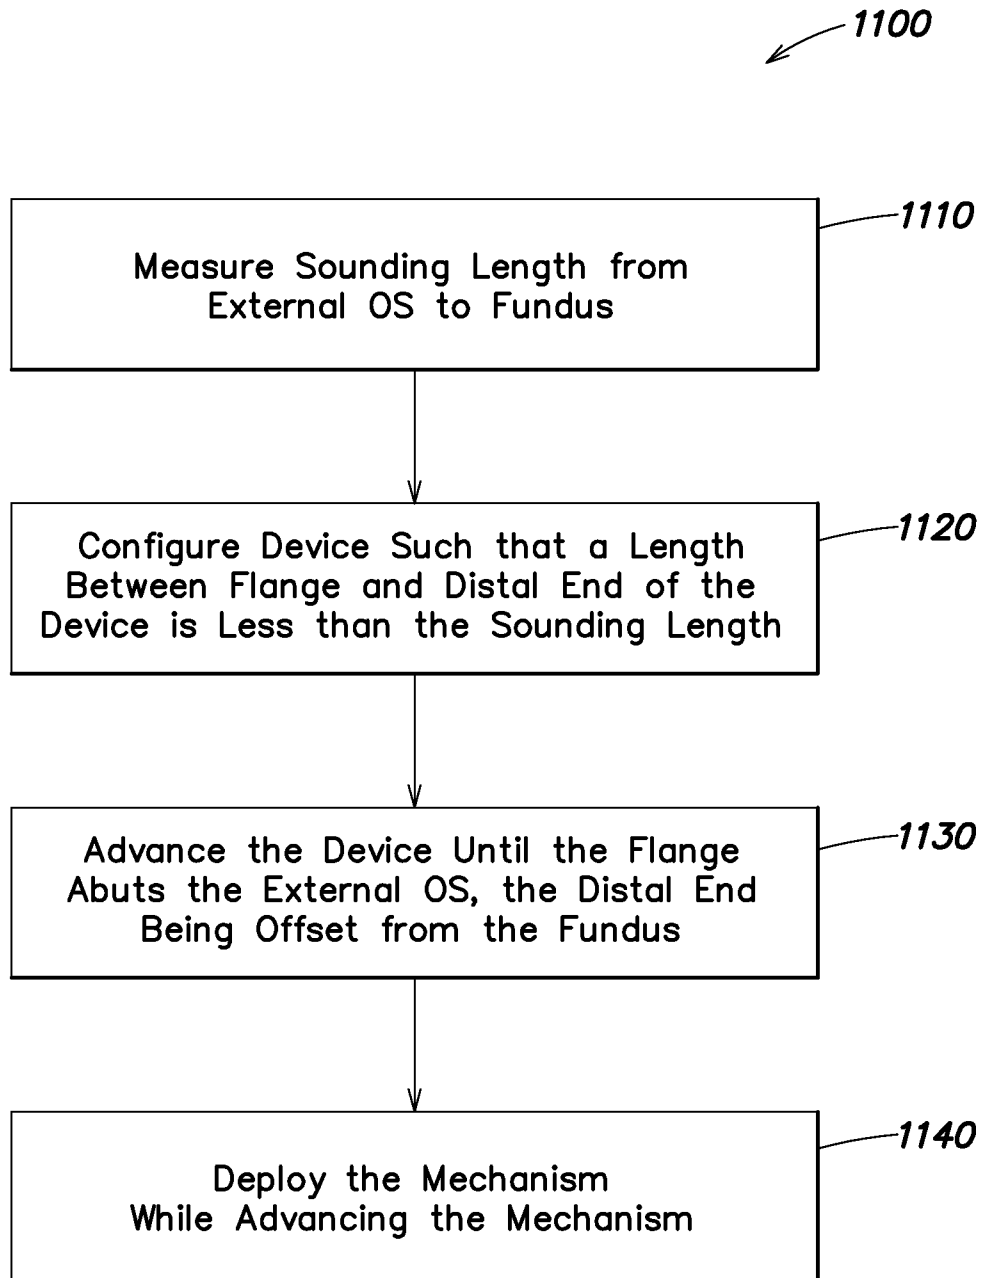 1100
1110
Measure Sounding Length from
External OS to Fundus
1120
Configure Device Such that a Length
Between Flange and Distal End of the
Device is Less than the Sounding Length
1130
Advance the Device Until the Flange
Abuts the External OS, the Distal End
Being Offset from the Fundus
1140
Deploy the Mechanism
While Advancing the Mechanism